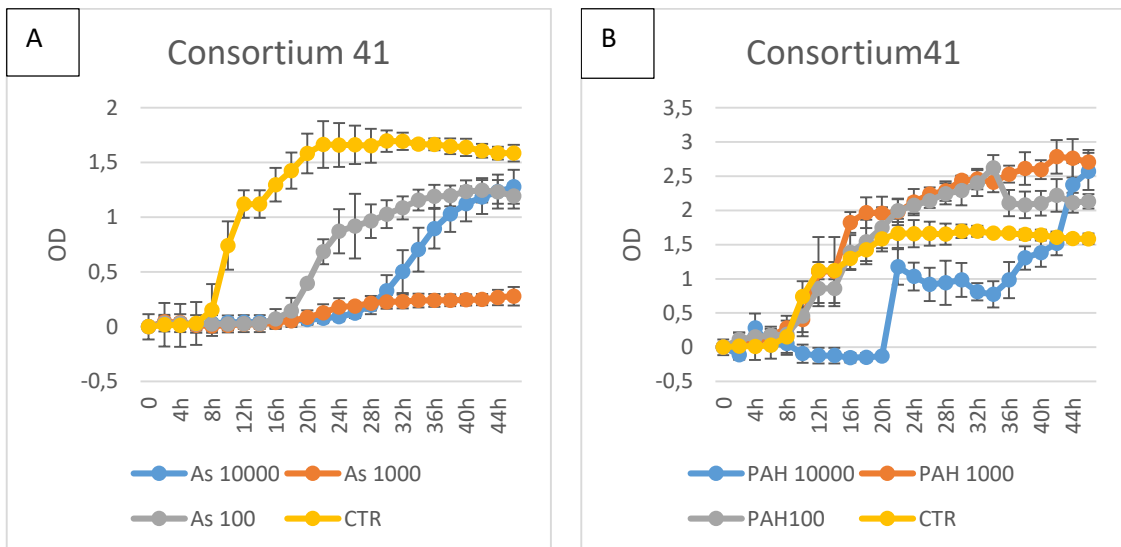 A
Consortium 41
OD
2
1,5
1
0,5
0
-0,5
0 4h 8h 12h 16h 20h 24h 28h 32h 36h 40h 44h
As 10000 As 1000
As 100 CTR
B
Consortium41
OD
3,5
3
2,5
2
1,5
1
0,5
0
-0,5
0 4h 8h 12h 16h 20h 24h 28h 32h 36h 40h 44h
PAH 10000 PAH 1000
PAH100 CTR